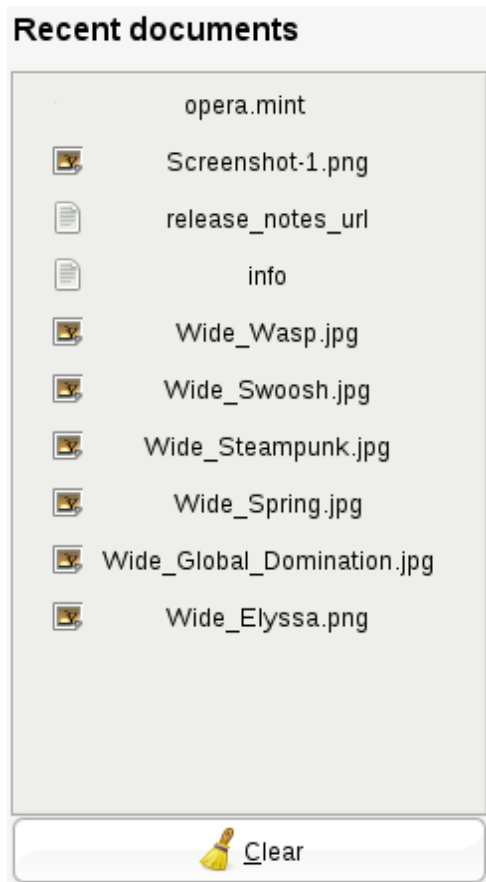 Recent documents
opera.mint
Screenshot-1.png
release_notes_url
info
Wide_Wasp.jpg
Wide_Swoosh.jpg
Wide_Steampunk.jpg
Wide_Spring.jpg
Wide_Global_Domination.jpg
Wide_Elyssa.png
Clear